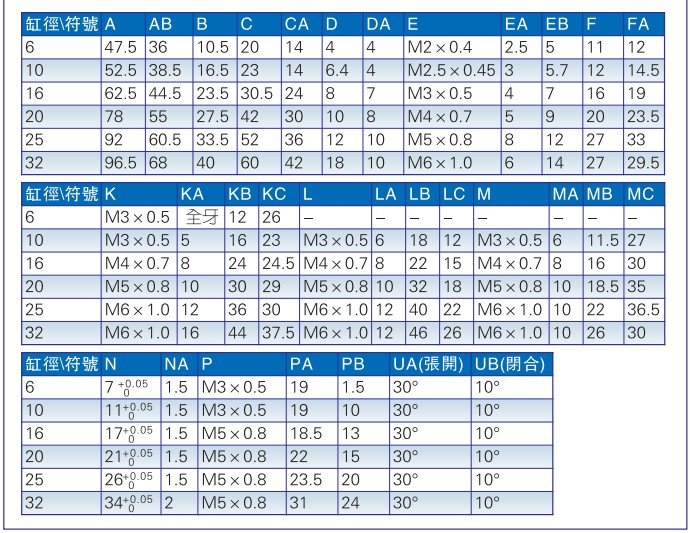 缸徑\符號 A AB B C CA D DA E EA EB F FA
6 47.5 36 10.5 20 14 4 4 M2×0.4 2.5 5 11 12
10 52.5 38.5 16.5 23 14 6.4 4 M2.5×0.45 3 5.7 12 14.5
16 62.5 44.5 23.5 30.5 24 8 7 M3×0.5 4 7 16 19
20 78 55 27.5 42 30 10 8 M4×0.7 5 9 20 23.5
25 92 60.5 33.5 52 36 12 10 M5×0.8 8 12 27 33
32 96.5 68 40 60 42 18 10 M6×1.0 6 14 27 29.5
缸徑\符號 K KA KB KC L LA LB LC M MA MB MC
6 M3×0.5 全牙 12 26 – – – – – – – –
10 M3×0.5 5 16 23 M3×0.5 6 18 12 M3×0.5 6 11.5 27
16 M4×0.7 8 24 24.5 M4×0.7 8 22 15 M4×0.7 8 16 30
20 M5×0.8 10 30 29 M5×0.8 10 32 18 M5×0.8 10 18.5 35
25 M6×1.0 12 36 30 M6×1.0 12 40 22 M6×1.0 10 22 36.5
32 M6×1.0 16 44 37.5 M6×1.0 12 46 26 M6×1.0 10 26 30
缸徑\符號 N NA P PA PB UA(張開) UB(閉合)
6 7 +0.05 0 1.5 M3×0.5 19 1.5 30° 10°
10 11+0.05 0 1.5 M3×0.5 19 10 30° 10°
16 17+0.05 0 1.5 M5×0.8 18.5 13 30° 10°
20 21+0.05 0 1.5 M5×0.8 22 15 30° 10°
25 26+0.05 0 1.5 M5×0.8 23.5 20 30° 10°
32 34+0.05 0 2 M5×0.8 31 24 30° 10°